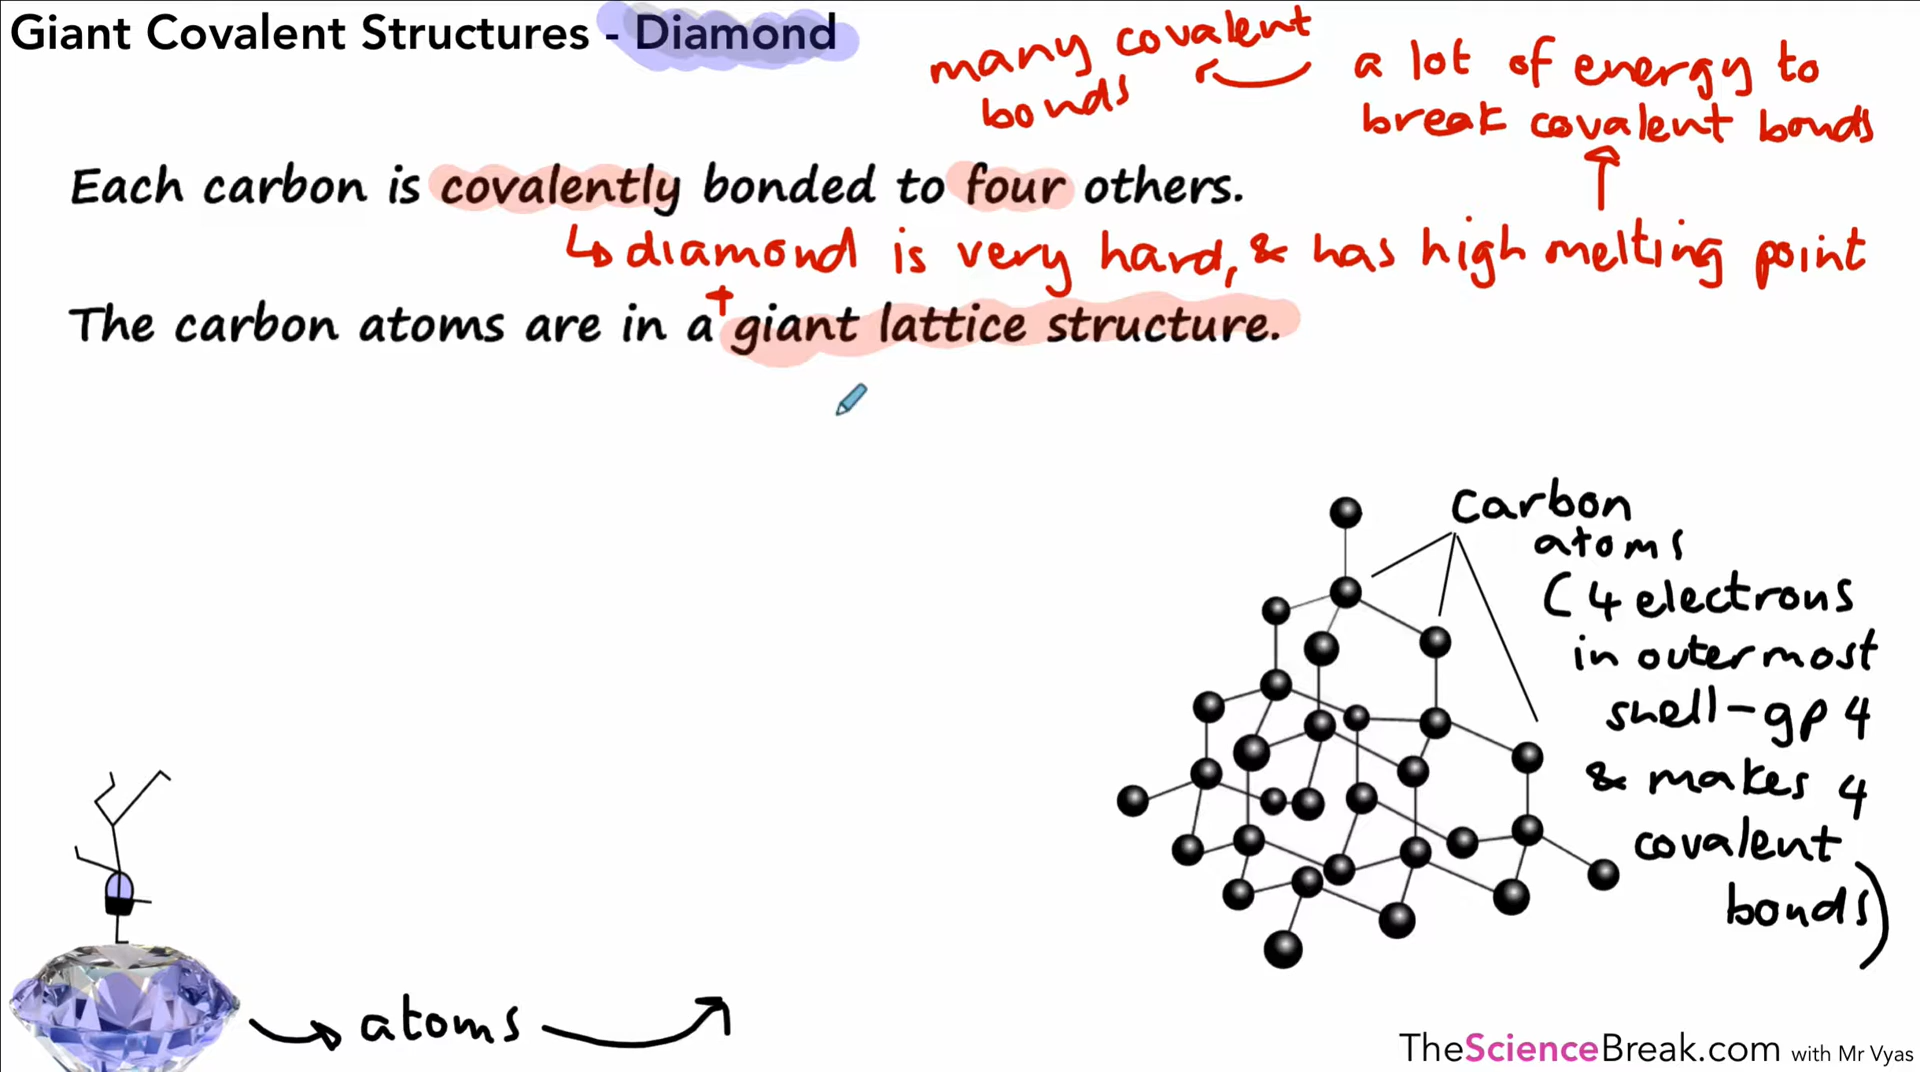 Giant Covalent Structures - Diamond
many covalent
bonds
a lot of energy to
break covalent bonds
Each carbon is covalently bonded to four others.
↳ diamond is very hard, & has high melting point
The carbon atoms are in a giant lattice structure.
Carbon
atoms
(4 electrons
in outermost
shell-gp 4
& makes 4
covalent
bonds)
atoms
TheScienceBreak.com with Mr Vyas